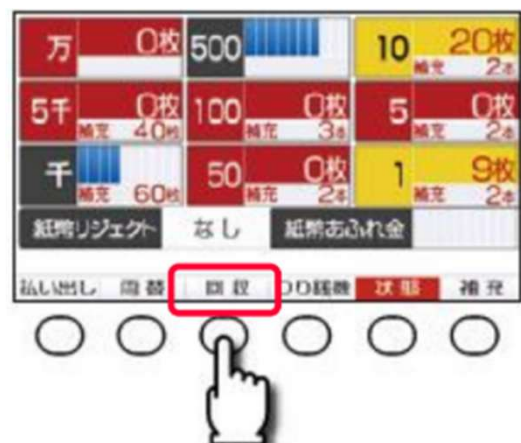 万 0枚 500 10 20枚
補充 2本
5千 0枚 100 0枚 5 0枚
補充 40枚 補充 3本 補充 2本
千 50 0枚 1 9枚
補充 60枚 補充 2本 補充 2本
紙幣リジェクト なし 紙幣あふれ金
払い出し 両替 回収 つり銭機 状態 補充